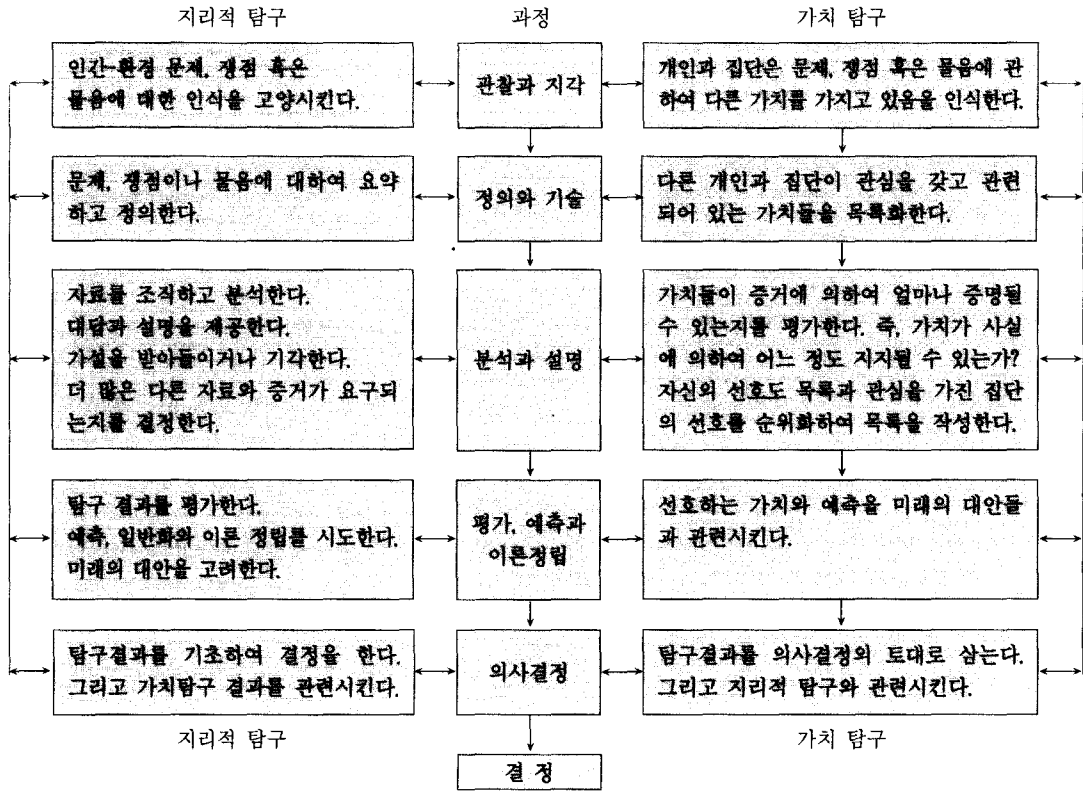 지리적 탐구
과정
가치 탐구
인간-환경 문제, 쟁점 혹은
물음에 대한 인식을 고양시킨다.
관찰과 지각
개인과 집단은 문제, 쟁점 혹은 물음에 관
하여 다른 가치를 가지고 있음을 인식한다.
문제, 쟁점이나 물음에 대하여 요약
하고 정의한다.
정의와 기술
다른 개인과 집단이 관심을 갖고 관련
되어 있는 가치들을 목록화한다.
자료를 조직하고 분석한다.
대답과 설명을 제공한다.
가설을 받아들이거나 기각한다.
더 많은 다른 자료와 증거가 요구되
는지를 결정한다.
분석과 설명
가치들이 증거에 의하여 얼마나 증명될
수 있는지를 평가한다. 즉, 가치가 사실
에 의하여 어느 정도 지지될 수 있는가?
자신의 선호도 목록과 관심을 가진 집단
의 선호를 순위화하여 목록을 작성한다.
탐구 결과를 평가한다.
예측, 일반화와 이론 정립를 시도한다.
미래의 대안을 고려한다.
평가, 예측과
이론정립
선호하는 가치와 예측을 미래의 대안들
과 관련시킨다.
탐구결과를 기초하여 결정을 한다.
그리고 가치탐구 결과를 관련시킨다.
의사결정
탐구결과를 의사결정의 토대로 삼는다.
그리고 지리적 탐구와 관련시킨다.
지리적 탐구
가치 탐구
결 정